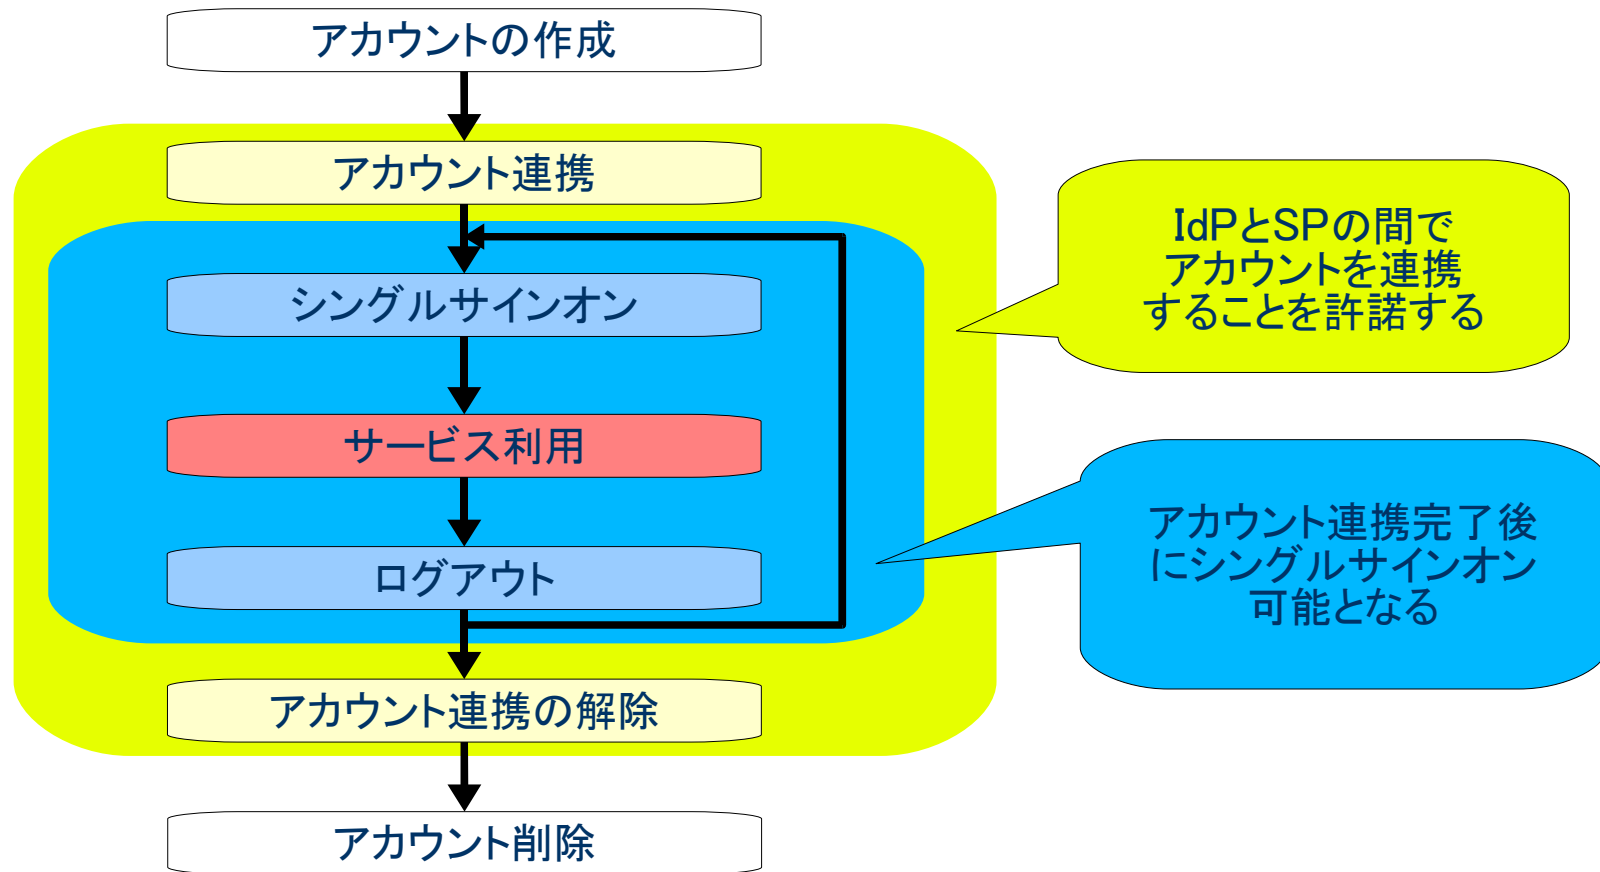 アカウントの作成
アカウント連携
シングルサインオン
サービス利用
ログアウト
アカウント連携の解除
アカウント削除
IdPとSPの間で
アカウントを連携
することを許諾する
アカウント連携完了後
にシングルサインオン
可能となる